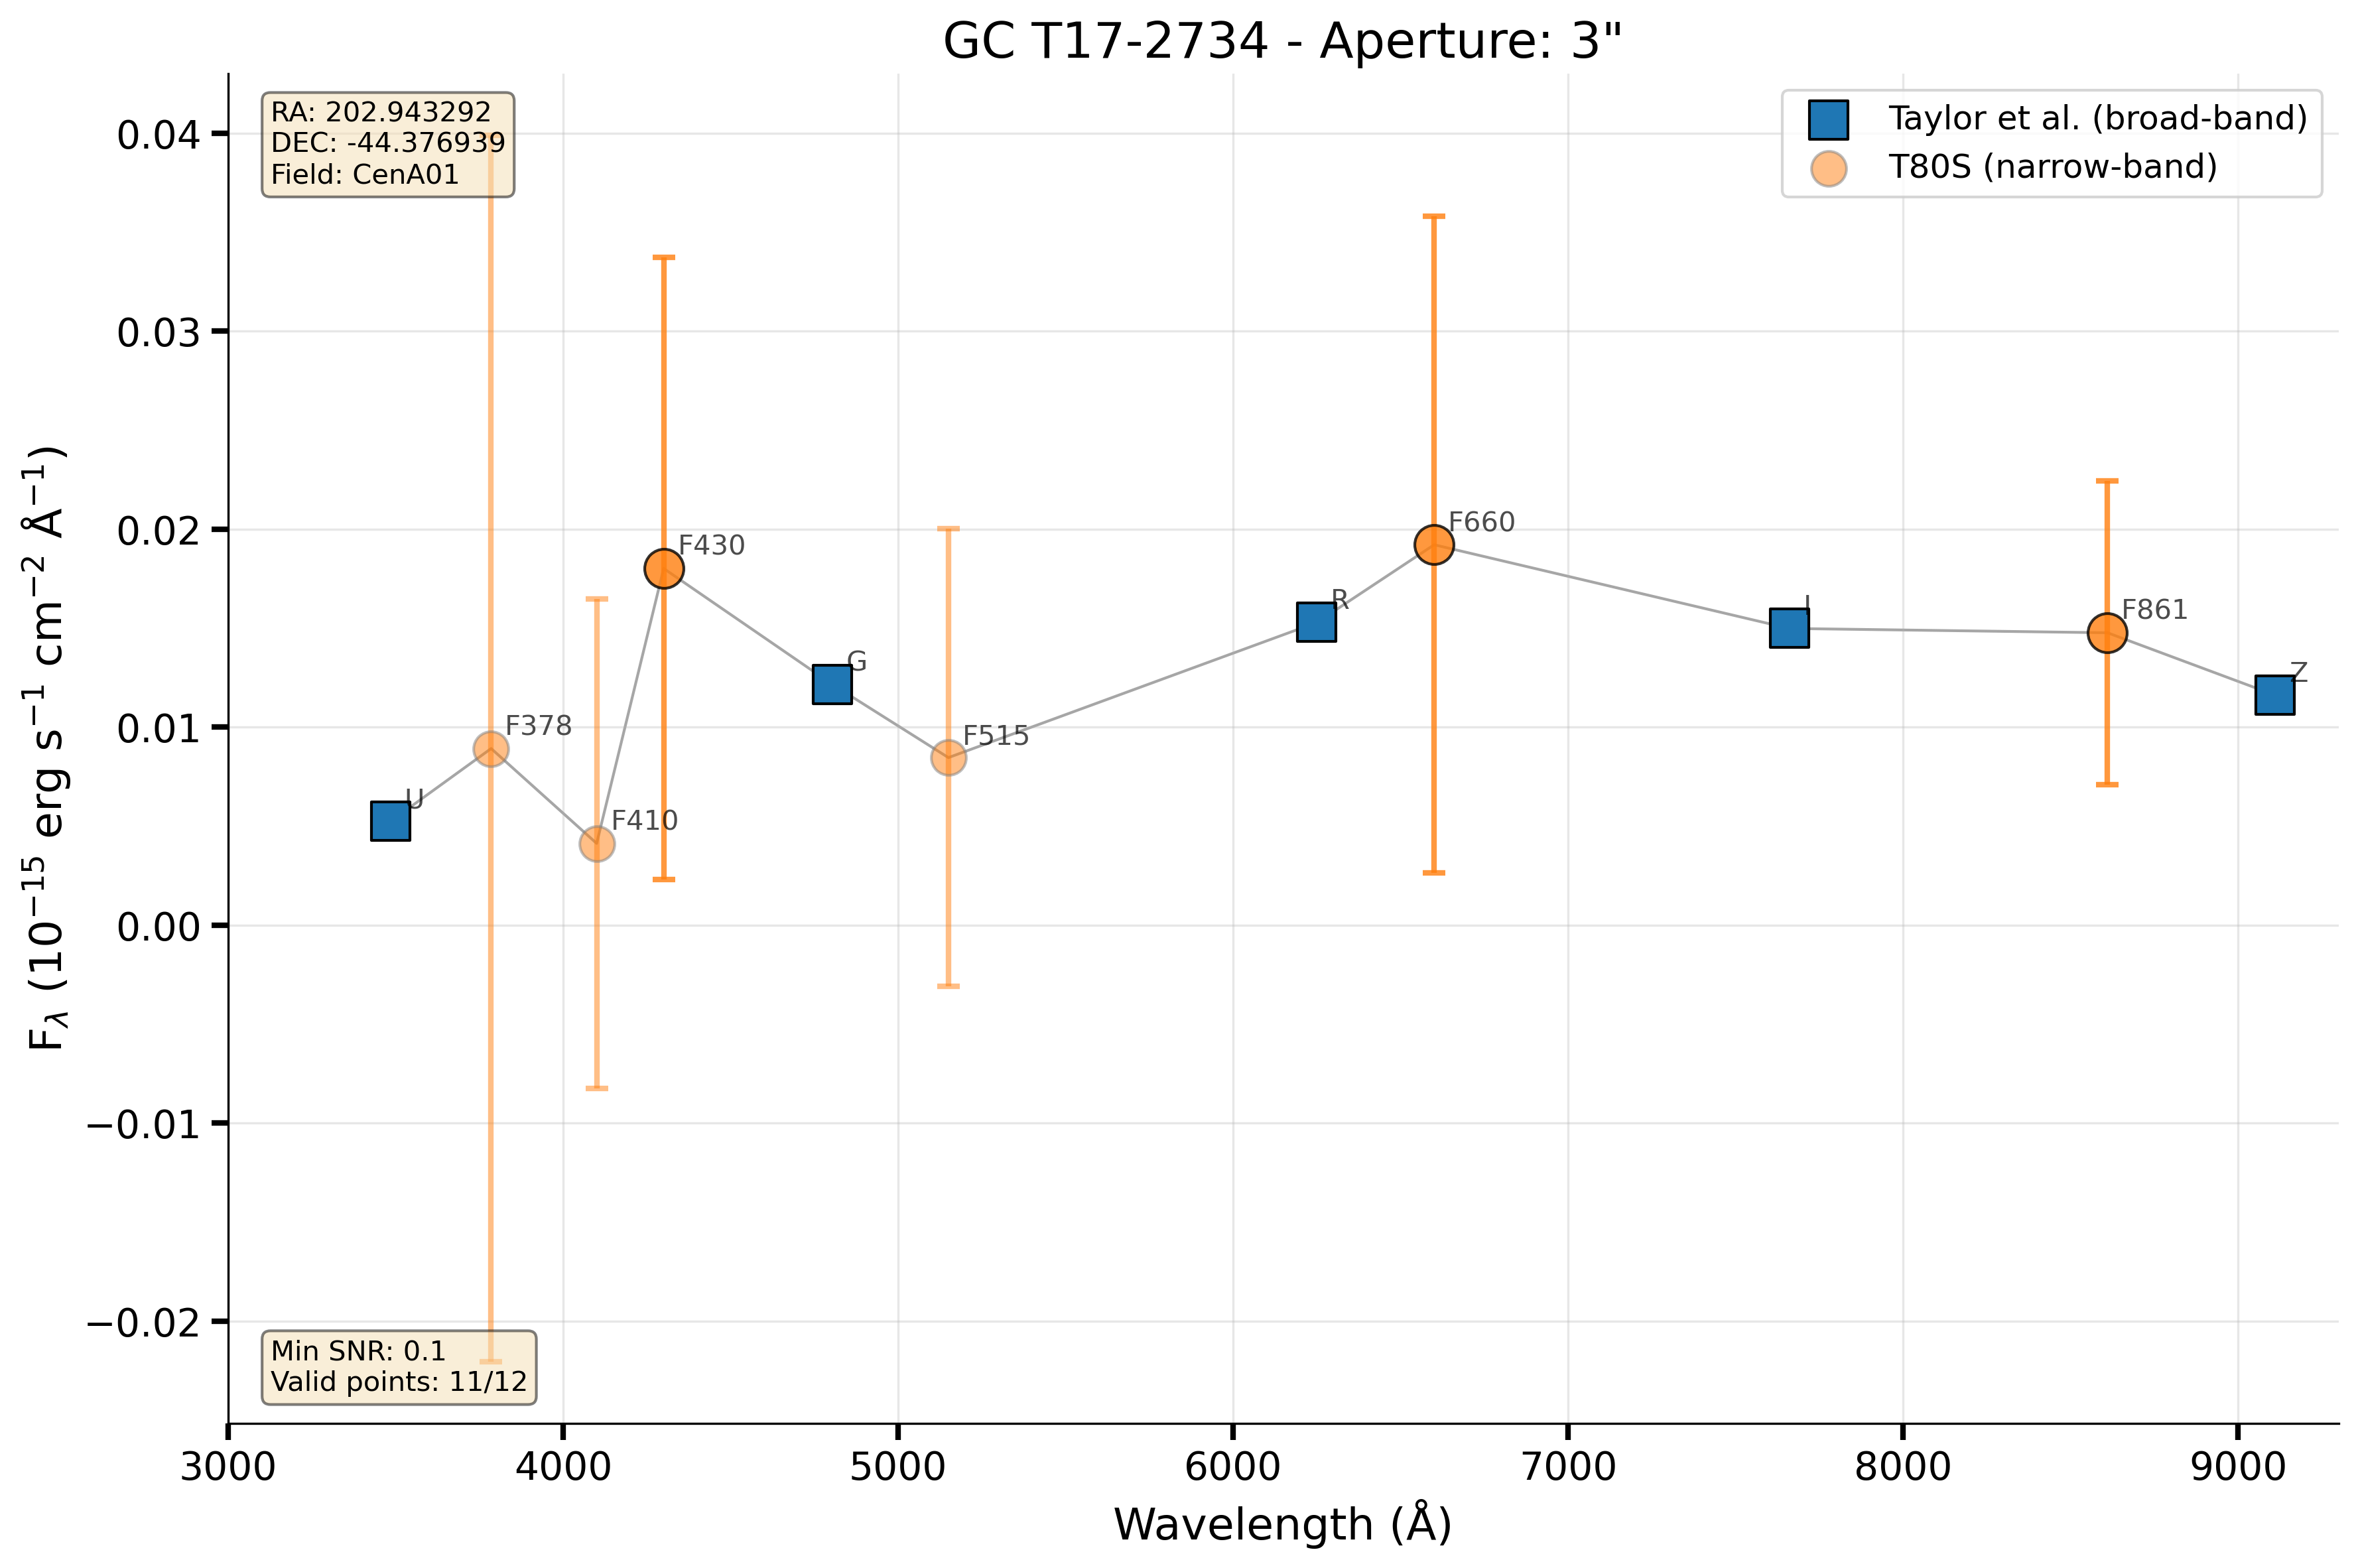 GC T17-2734 - Aperture: 3"
RA: 202.943292
DEC: -44.376939
Field: CenA01
Taylor et al. (broad-band)
T80S (narrow-band)
0.04
0.03
0.02
0.01
0.00
−0.01
−0.02
F_λ (10⁻¹⁵ erg s⁻¹ cm⁻² Å⁻¹)
U
F378
F410
F430
G
F515
R
F660
I
F861
Z
Min SNR: 0.1
Valid points: 11/12
3000 4000 5000 6000 7000 8000 9000
Wavelength (Å)